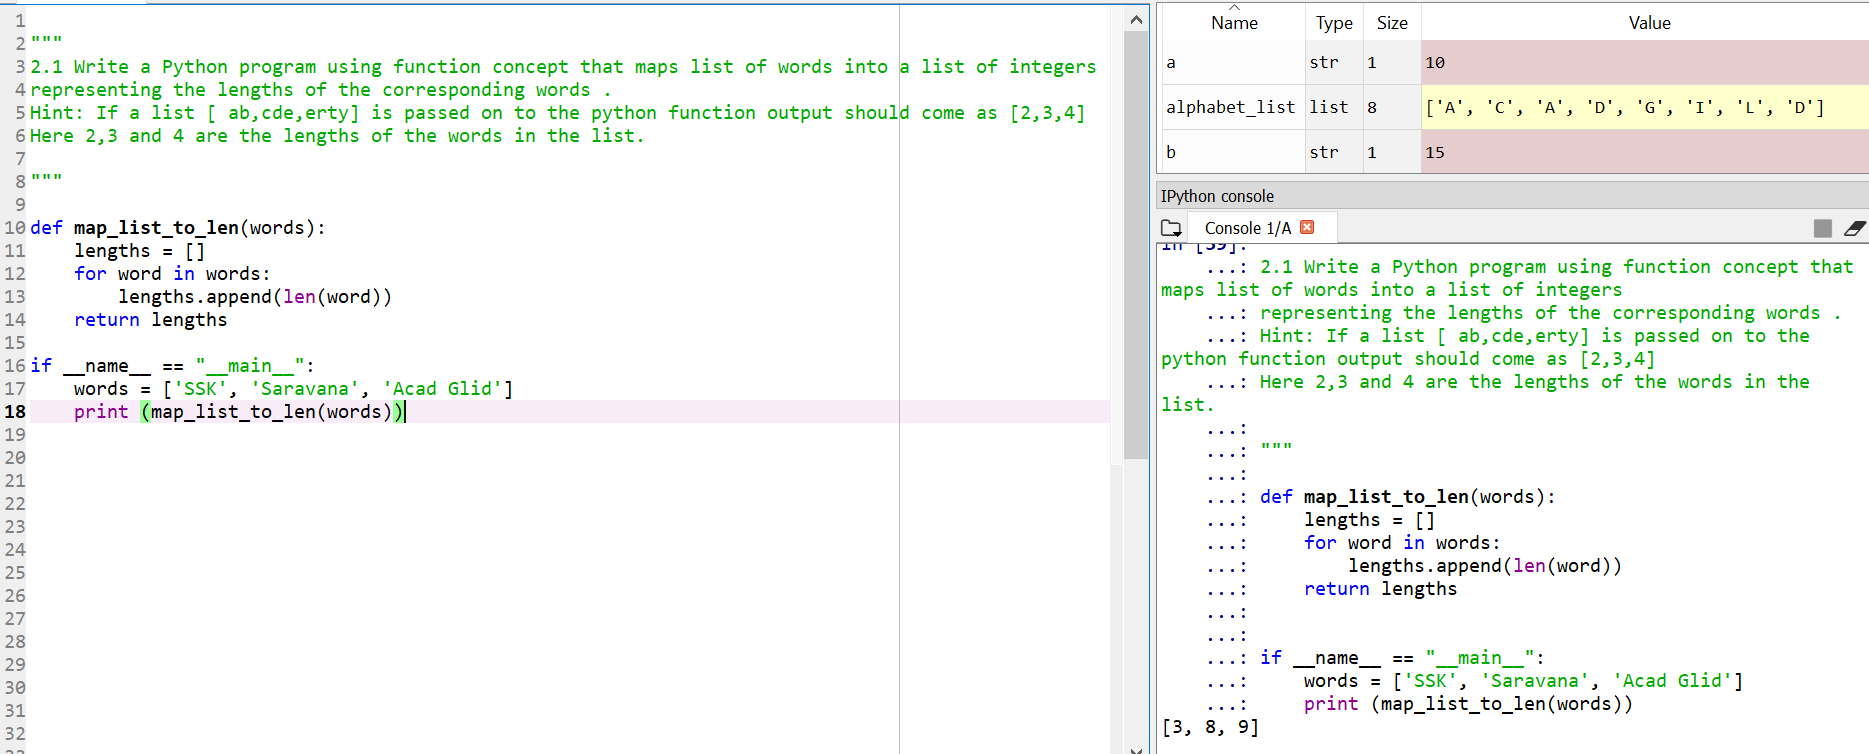 1
2 """
3 2.1 Write a Python program using function concept that maps list of words into a list of integers
4 representing the lengths of the corresponding words .
5 Hint: If a list [ ab,cde,erty] is passed on to the python function output should come as [2,3,4]
6 Here 2,3 and 4 are the lengths of the words in the list.
7
8 """
9
10 def map_list_to_len(words):
11     lengths = []
12     for word in words:
13         lengths.append(len(word))
14     return lengths
15
16 if __name__ == "__main__":
17     words = ['SSK', 'Saravana', 'Acad Glid']
18     print (map_list_to_len(words))
19
20
21
22
23
24
25
26
27
28
29
30
31
32
Name Type Size Value
a str 1 10
alphabet_list list 8 ['A', 'C', 'A', 'D', 'G', 'I', 'L', 'D']
b str 1 15
IPython console
Console 1/A
In [39]:
...: 2.1 Write a Python program using function concept that
maps list of words into a list of integers
...: representing the lengths of the corresponding words .
...: Hint: If a list [ ab,cde,erty] is passed on to the
python function output should come as [2,3,4]
...: Here 2,3 and 4 are the lengths of the words in the
list.
...:
...: """
...:
...: def map_list_to_len(words):
...:     lengths = []
...:     for word in words:
...:         lengths.append(len(word))
...:     return lengths
...:
...:
...: if __name__ == "__main__":
...:     words = ['SSK', 'Saravana', 'Acad Glid']
...:     print (map_list_to_len(words))
[3, 8, 9]